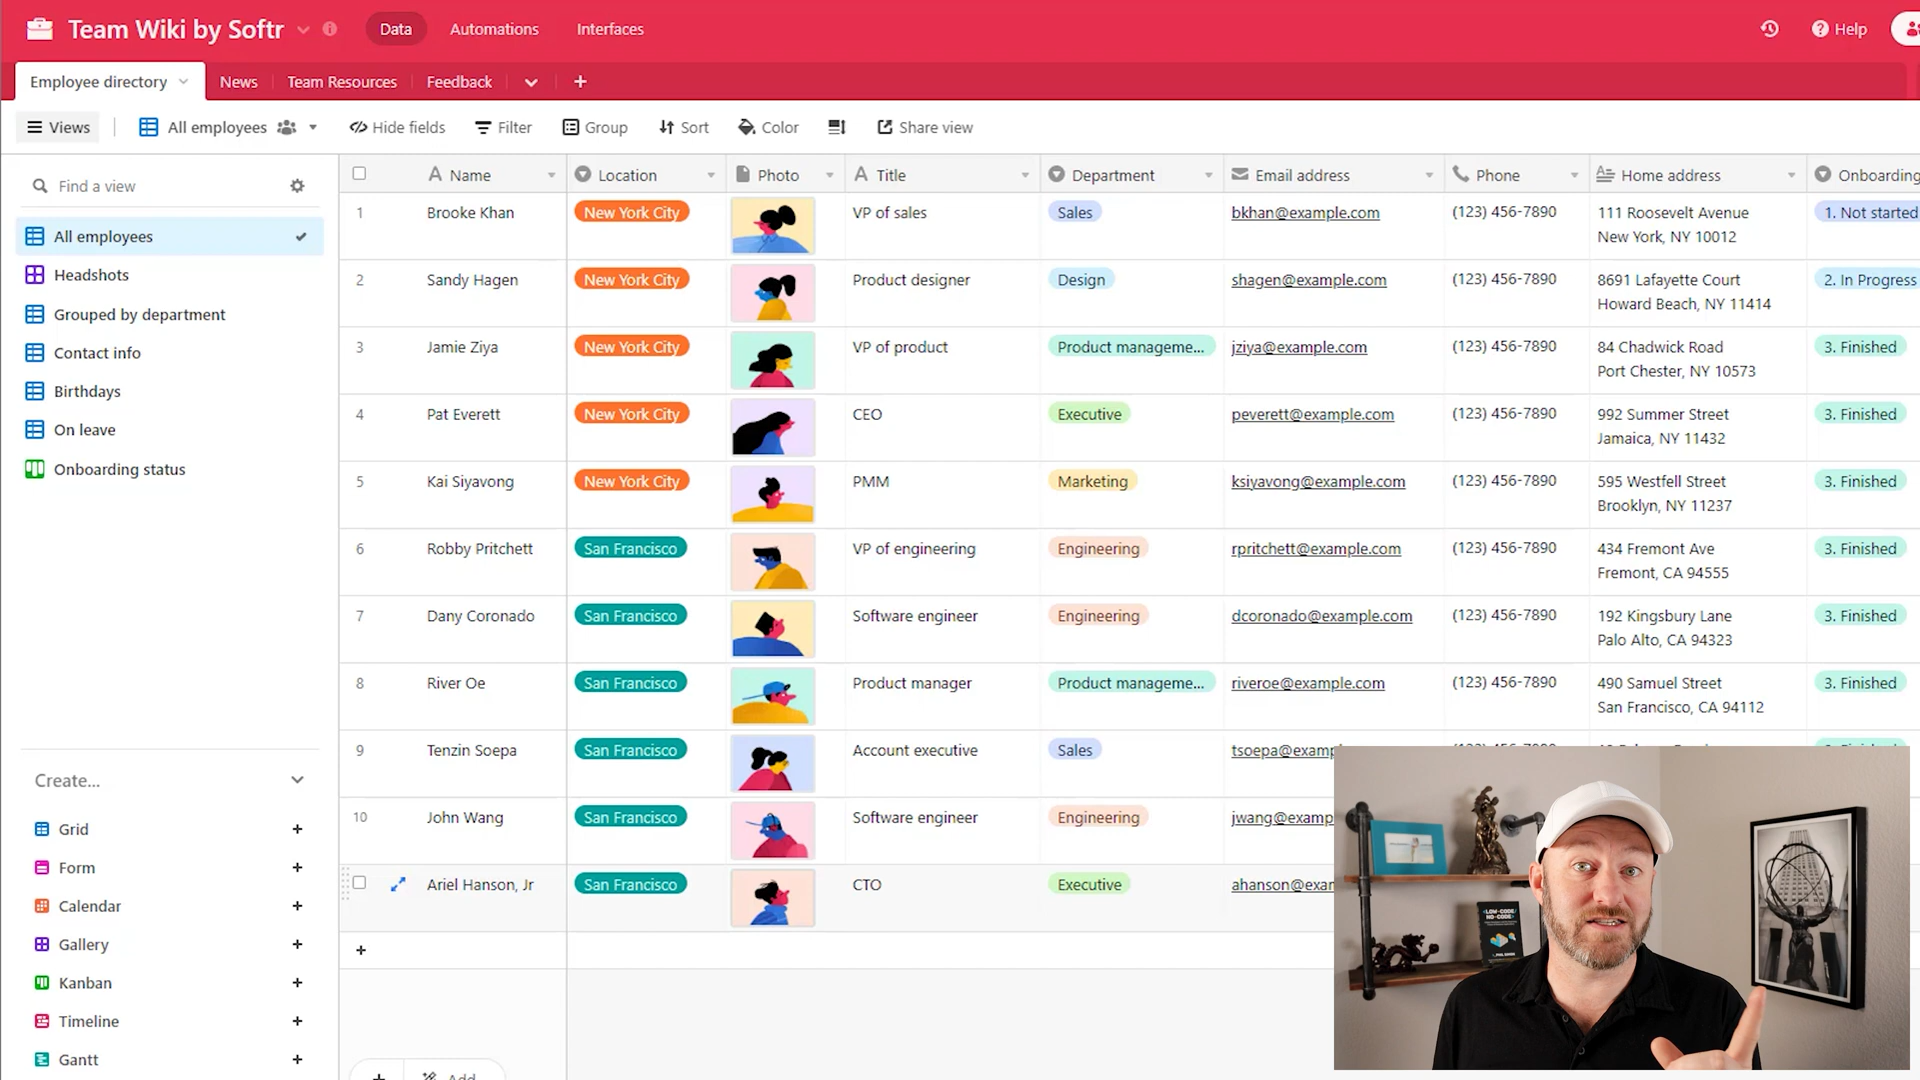 Team Wiki by Softr
Data
Automations
Interfaces
Help
Employee directory
News
Team Resources
Feedback
Views
All employees
Hide fields
Filter
Group
Sort
Color
Share view
Find a view
All employees
Headshots
Grouped by department
Contact info
Birthdays
On leave
Onboarding status
Create...
Grid
Form
Calendar
Gallery
Kanban
Timeline
Gantt
Name Location Photo Title Department Email address Phone Home address Onboarding
1 Brooke Khan New York City VP of sales Sales bkhan@example.com (123) 456-7890 111 Roosevelt Avenue 1. Not started
New York, NY 10012
2 Sandy Hagen New York City Product designer Design shagen@example.com (123) 456-7890 8691 Lafayette Court 2. In Progress
Howard Beach, NY 11414
3 Jamie Ziya New York City VP of product Product manageme... jziya@example.com (123) 456-7890 84 Chadwick Road 3. Finished
Port Chester, NY 10573
4 Pat Everett New York City CEO Executive peverett@example.com (123) 456-7890 992 Summer Street 3. Finished
Jamaica, NY 11432
5 Kai Siyavong New York City PMM Marketing ksiyavong@example.com (123) 456-7890 595 Westfell Street 3. Finished
Brooklyn, NY 11237
6 Robby Pritchett San Francisco VP of engineering Engineering rpritchett@example.com (123) 456-7890 434 Fremont Ave 3. Finished
Fremont, CA 94555
7 Dany Coronado San Francisco Software engineer Engineering dcoronado@example.com (123) 456-7890 192 Kingsbury Lane 3. Finished
Palo Alto, CA 94323
8 River Oe San Francisco Product manager Product manageme... riveroe@example.com (123) 456-7890 490 Samuel Street 3. Finished
San Francisco, CA 94112
9 Tenzin Soepa San Francisco Account executive Sales tsoepa@examp
10 John Wang San Francisco Software engineer Engineering jwang@examp
Ariel Hanson, Jr San Francisco CTO Executive ahanson@exam
Add
LOW-CODE/
NO-CODE